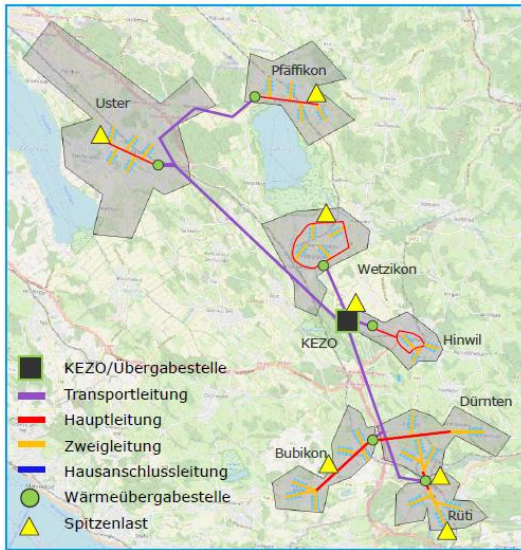 Pfäffikon
Uster
Wetzikon
KEZO
Hinwil
Dürnten
Bubikon
Rüti
KEZO/Übergabestelle
Transportleitung
Hauptleitung
Zweigleitung
Hausanschlussleitung
Wärmeübergabestelle
Spitzenlast